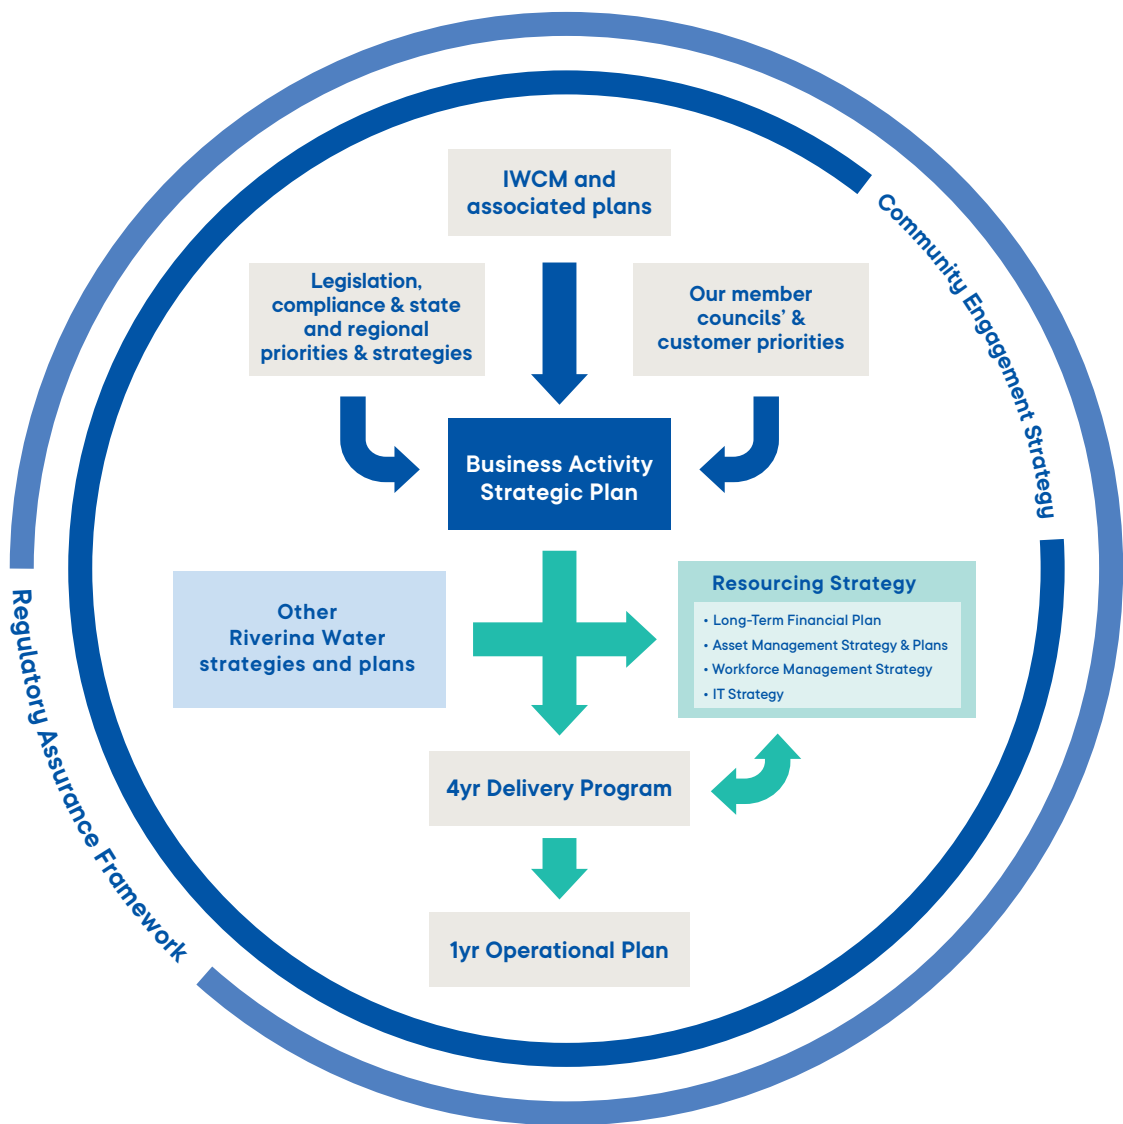 IWCM and
associated plans
Legislation,
compliance & state
and regional
priorities & strategies
Our member
councils’ &
customer priorities
Community Engagement Strategy
Business Activity
Strategic Plan
Other
Riverina Water
strategies and plans
Resourcing Strategy
• Long-Term Financial Plan
• Asset Management Strategy & Plans
• Workforce Management Strategy
• IT Strategy
Regulatory Assurance Framework
4yr Delivery Program
1yr Operational Plan